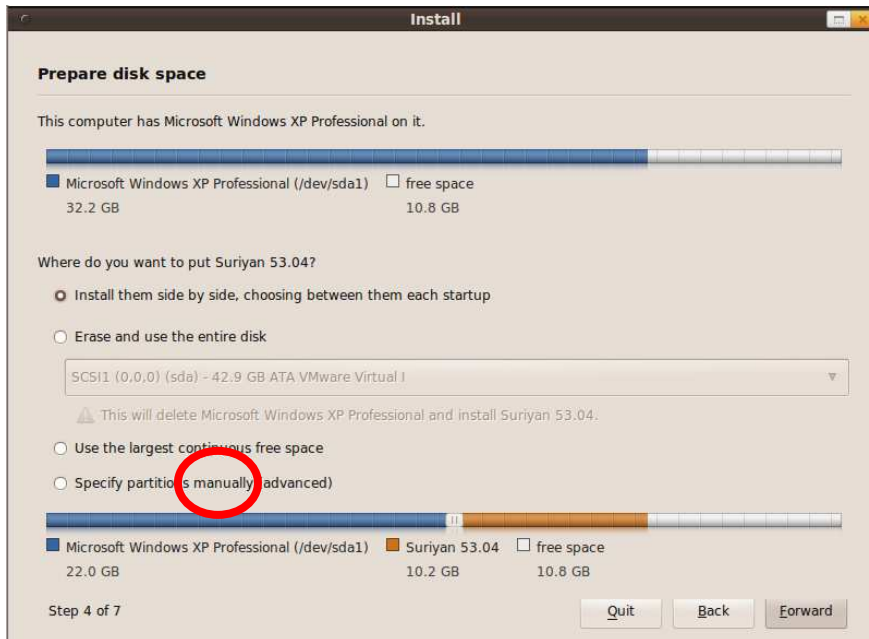 Install
Prepare disk space
This computer has Microsoft Windows XP Professional on it.
Microsoft Windows XP Professional (/dev/sda1) free space
32.2 GB 10.8 GB
Where do you want to put Suriyan 53.04?
Install them side by side, choosing between them each startup
Erase and use the entire disk
SCSI1 (0,0,0) (sda) - 42.9 GB ATA VMware Virtual I
This will delete Microsoft Windows XP Professional and install Suriyan 53.04.
Use the largest continuous free space
Specify partitions manually (advanced)
Microsoft Windows XP Professional (/dev/sda1) Suriyan 53.04 free space
22.0 GB 10.2 GB 10.8 GB
Step 4 of 7 Quit Back Forward